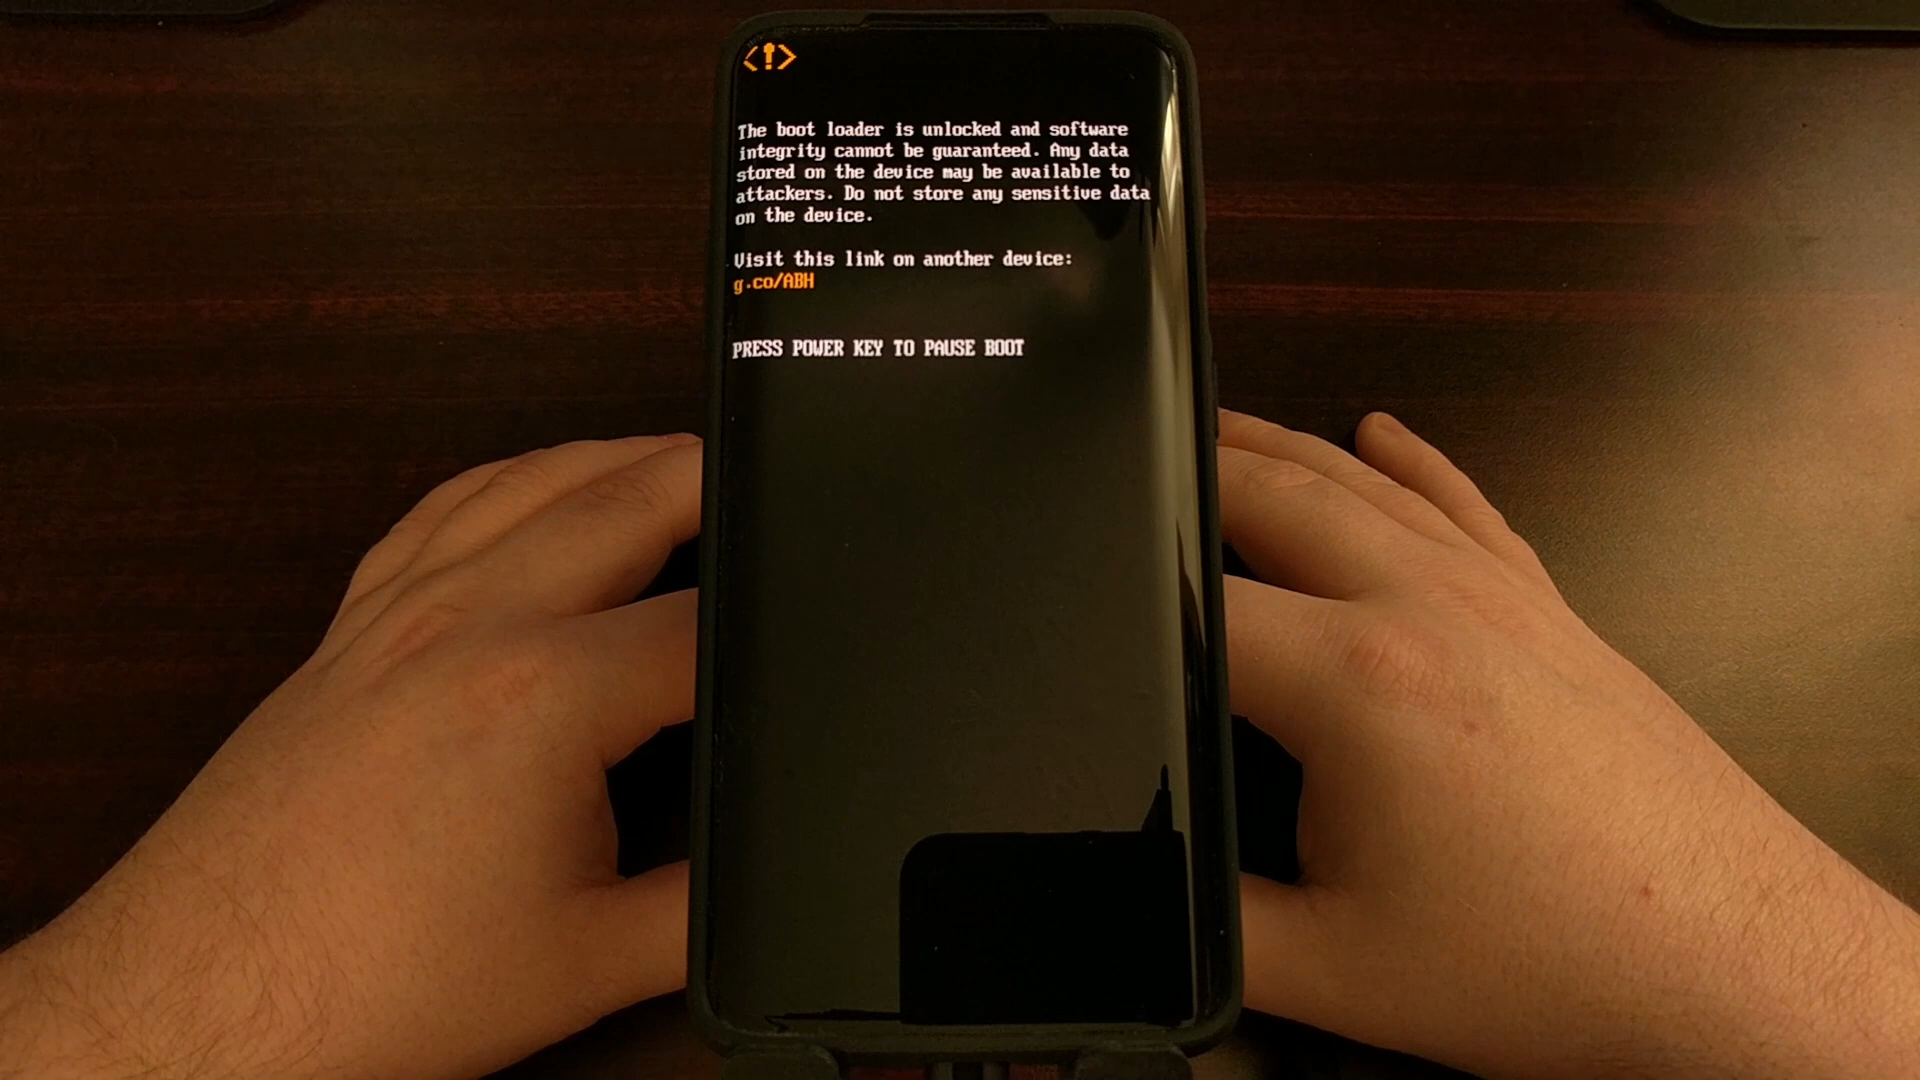 <!>
The boot loader is unlocked and software
integrity cannot be guaranteed. Any data
stored on the device may be available to
attackers. Do not store any sensitive data
on the device.
Visit this link on another device:
g.co/ABH
PRESS POWER KEY TO PAUSE BOOT